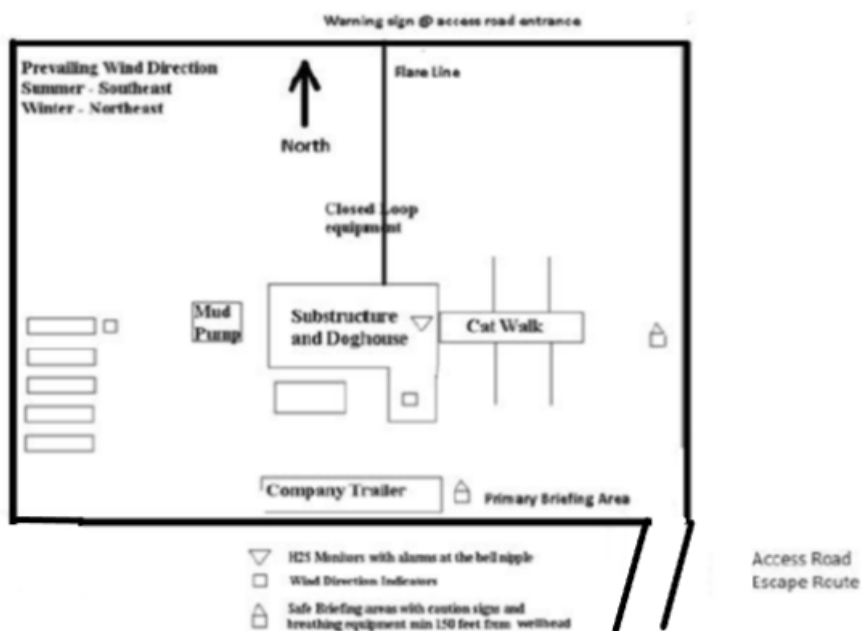 Warning sign @ access road entrance
Prevailing Wind Direction
Summer - Southeast
Winter - Northeast
Flare Line
North
Closed Loop
equipment
Mud
Pump
Substructure
and Doghouse
Cat Walk
Company Trailer
Primary Briefing Area
H2S Monitors with alarms at the bell nipple
Wind Direction Indicators
Safe Briefing areas with caution signs and
breathing equipment min 150 feet from wellhead
Access Road
Escape Route